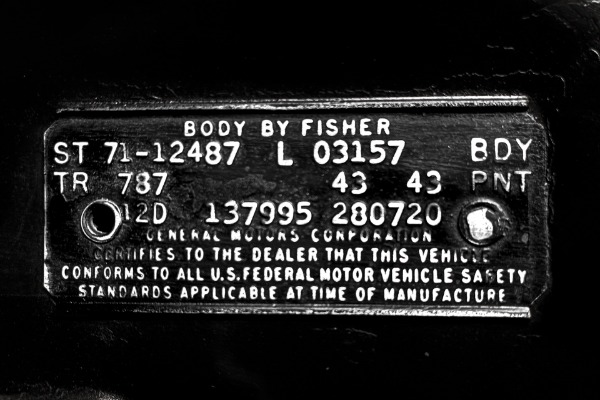 BODY BY FISHER
ST 71-12487 L 03157 BDY
TR 787 43 43 PNT
12D 137995 280720
GENERAL MOTORS CORPORATION
CERTIFIES TO THE DEALER THAT THIS VEHICLE
CONFORMS TO ALL U.S. FEDERAL MOTOR VEHICLE SAFETY
STANDARDS APPLICABLE AT TIME OF MANUFACTURE